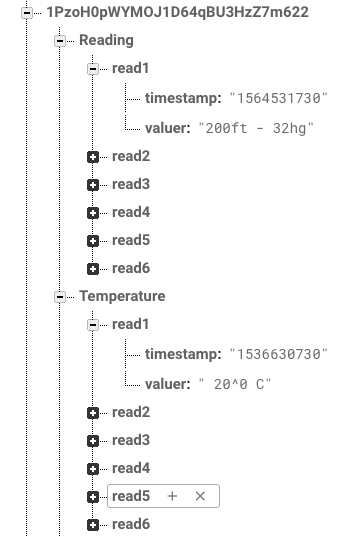 1PzoH0pWYMOJ1D64qBU3HzZ7m622
Reading
read1
timestamp: "1564531730"
valuer: "200ft - 32hg"
read2
read3
read4
read5
read6
Temperature
read1
timestamp: "1536630730"
valuer: " 20^0 C"
read2
read3
read4
read5 + ×
read6